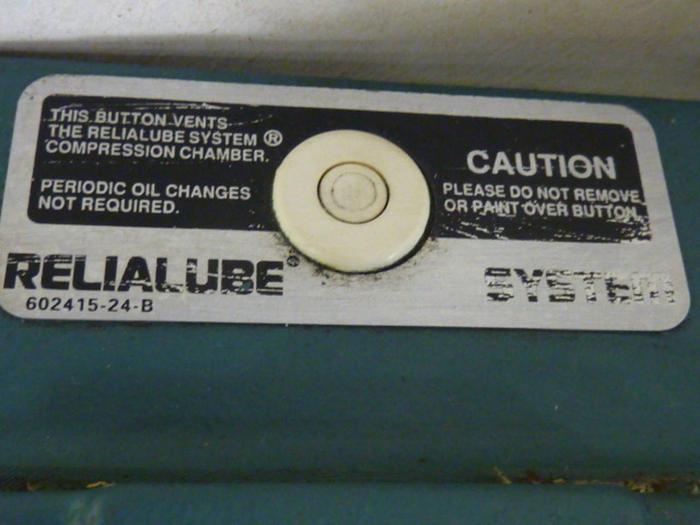 THIS BUTTON VENTS
THE RELIALUBE SYSTEM ®
COMPRESSION CHAMBER.
PERIODIC OIL CHANGES
NOT REQUIRED.
CAUTION
PLEASE DO NOT REMOVE
OR PAINT OVER BUTTON.
RELIALUBE® SYSTEM
602415-24-B